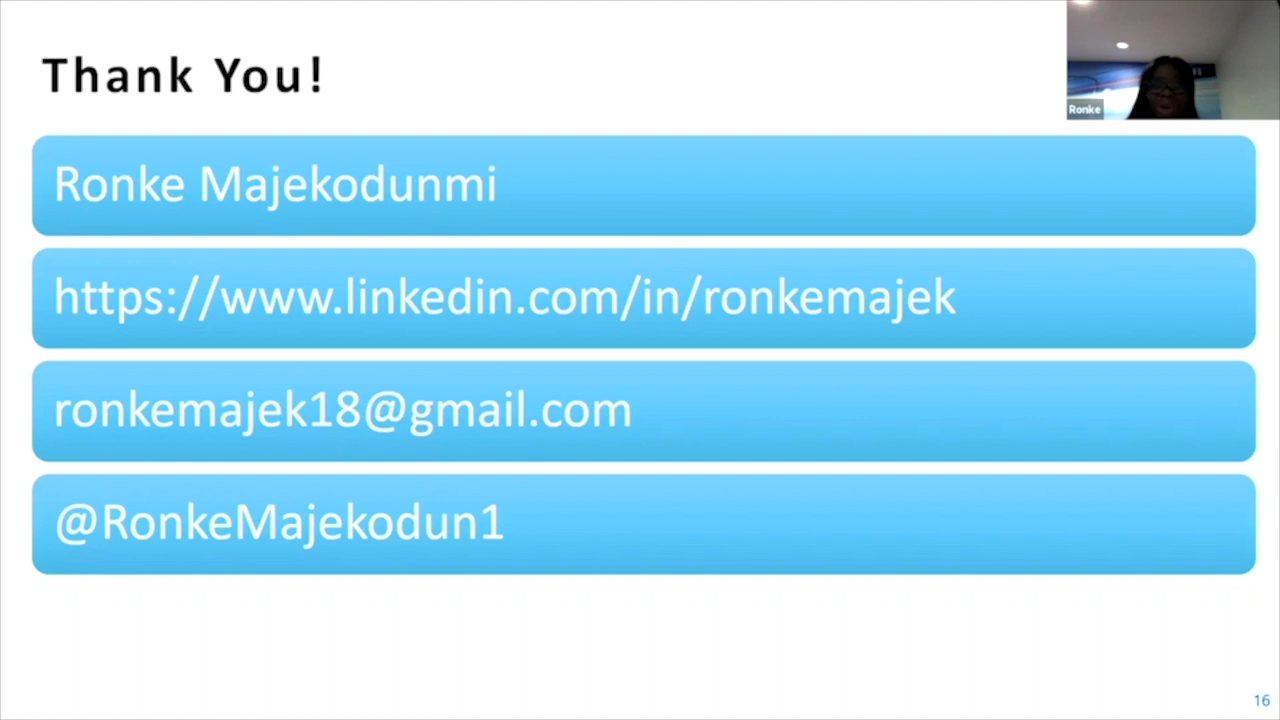 Thank You!
Ronke
Ronke Majekodunmi
https://www.linkedin.com/in/ronkemajek
ronkemajek18@gmail.com
@RonkeMajekodun1
16